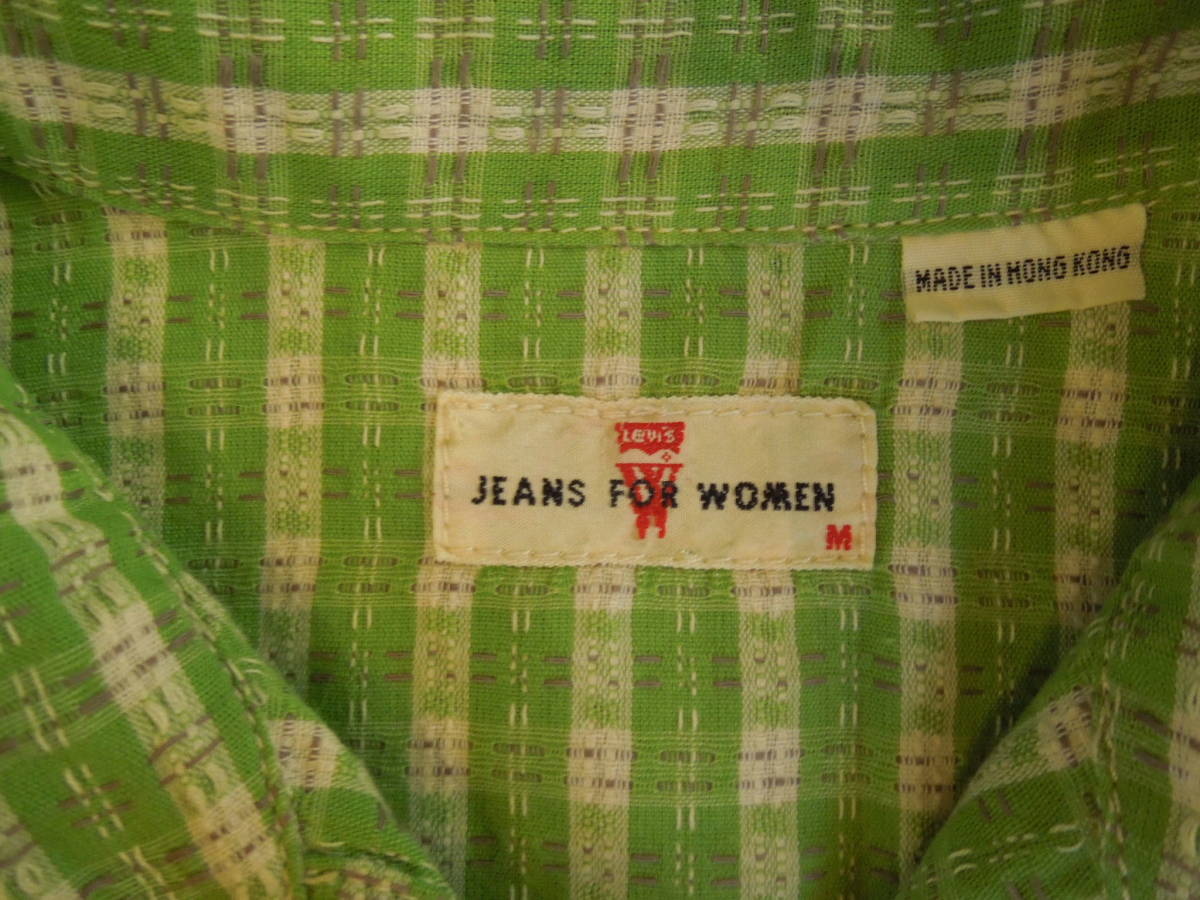 MADE IN HONG KONG
LEVI'S
JEANS FOR WOMEN
M